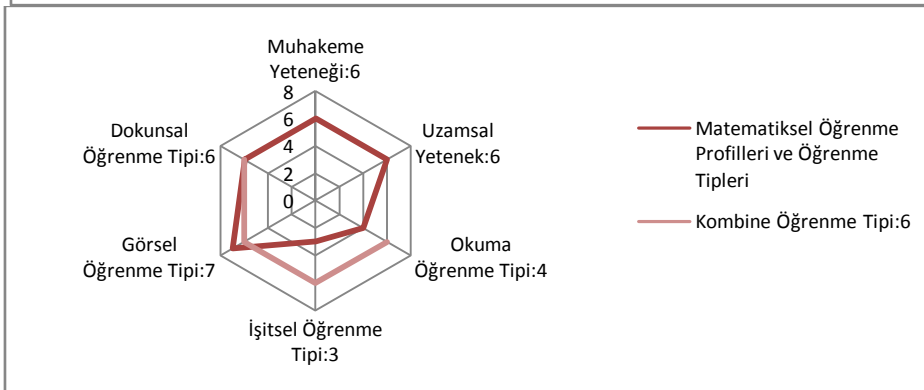 Muhakeme
Yeteneği:6
8
6
4
2
0
Uzamsal
Yetenek:6
Okuma
Öğrenme Tipi:4
İşitsel Öğrenme
Tipi:3
Görsel
Öğrenme Tipi:7
Dokunsal
Öğrenme Tipi:6
Matematiksel Öğrenme
Profilleri ve Öğrenme
Tipleri
Kombine Öğrenme Tipi:6